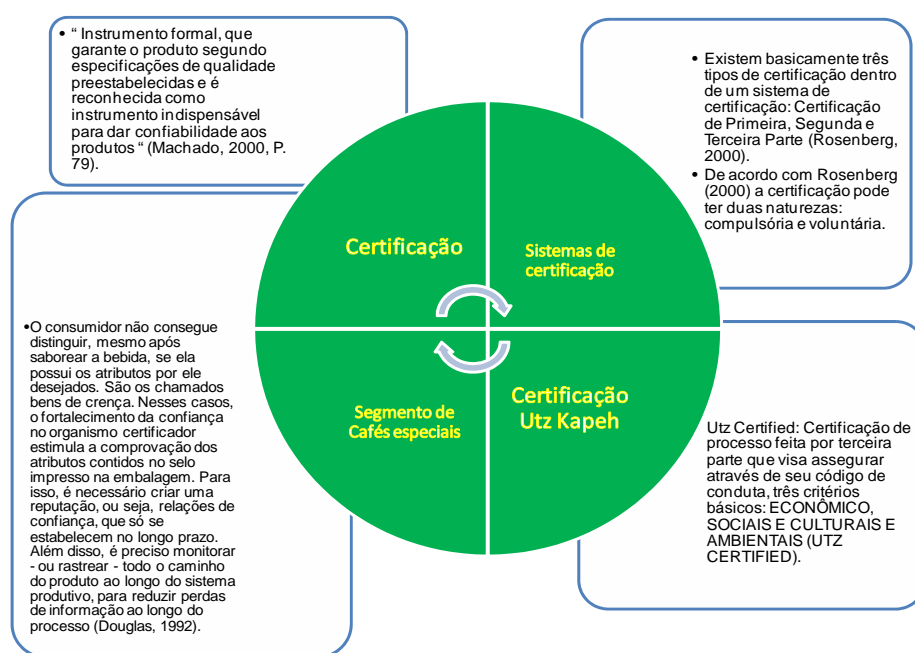 • “ Instrumento formal, que
garante o produto segundo
especificações de qualidade
preestabelecidas e é
reconhecida como
instrumento indispensável
para dar confiabilidade aos
produtos “ (Machado, 2000, P.
79).
• Existem basicamente três
tipos de certificação dentro
de um sistema de
certificação: Certificação
de Primeira, Segunda e
Terceira Parte (Rosenberg,
2000).
• De acordo com Rosenberg
(2000) a certificação pode
ter duas naturezas:
compulsória e voluntária.
Certificação
Sistemas de
certificação
•O consumidor não consegue
distinguir, mesmo após
saborear a bebida, se ela
possui os atributos por ele
desejados. São os chamados
bens de crença. Nesses casos,
o fortalecimento da confiança
no organismo certificador
estimula a comprovação dos
atributos contidos no selo
impresso na embalagem. Para
isso, é necessário criar uma
reputação, ou seja, relações de
confiança, que só se
estabelecem no longo prazo.
Além disso, é preciso monitorar
- ou rastrear - todo o caminho
do produto ao longo do sistema
produtivo, para reduzir perdas
de informação ao longo do
processo (Douglas, 1992).
Segmento de
Cafés especiais
Certificação
Utz Kapeh
Utz Certified: Certificação de
processo feita por terceira
parte que visa assegurar
através de seu código de
conduta, três critérios
básicos: ECONÔMICO,
SOCIAIS E CULTURAIS E
AMBIENTAIS (UTZ
CERTIFIED).